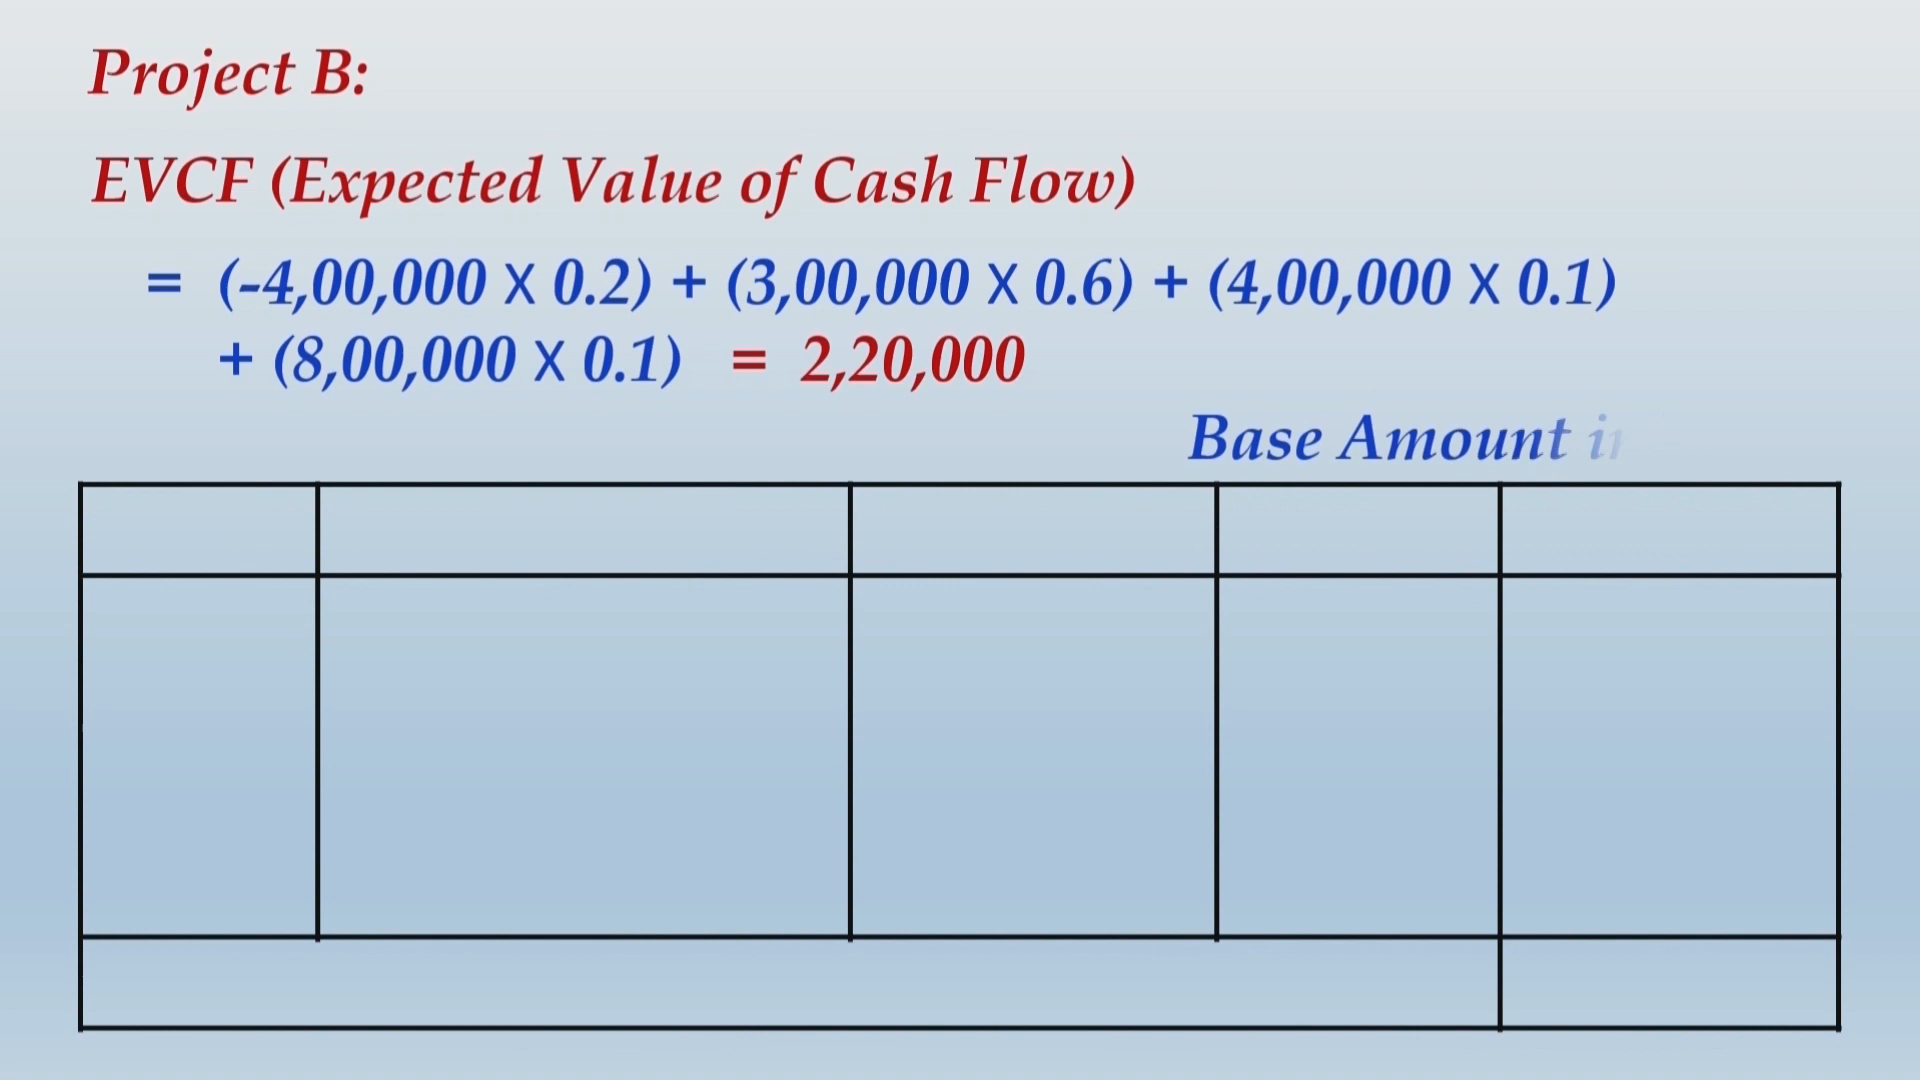 Project B:
EVCF (Expected Value of Cash Flow)
= (-4,00,000 X 0.2) + (3,00,000 X 0.6) + (4,00,000 X 0.1)
+ (8,00,000 X 0.1) = 2,20,000
Base Amount